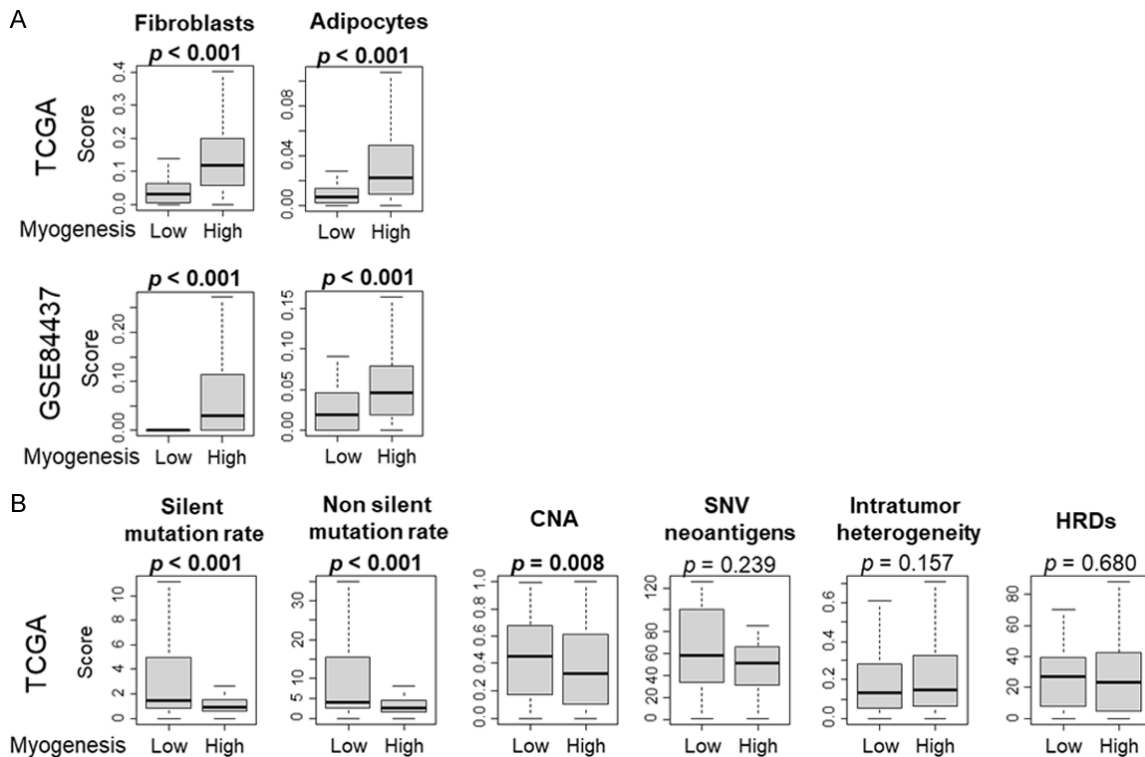 A
Fibroblasts
Adipocytes
p < 0.001
p < 0.001
TCGA
Score
0.0 0.1 0.2 0.3 0.4
0.00 0.04 0.08
Myogenesis Low High
Low High
p < 0.001
p < 0.001
GSE84437
Score
0.00 0.10 0.20
0.00 0.05 0.10 0.15
Myogenesis Low High
Low High
B
Silent
mutation rate
p < 0.001
Non silent
mutation rate
p < 0.001
CNA
p = 0.008
SNV
neoantigens
p = 0.239
Intratumor
heterogeneity
p = 0.157
HRDs
p = 0.680
TCGA
Score
0 2 4 6 8 10
0 5 10 20 30
0.0 0.2 0.4 0.6 0.8 1.0
0 20 40 60 80 120
0.0 0.2 0.4 0.6
0 20 40 60 80
Myogenesis Low High
Low High
Low High
Low High
Low High
Low High